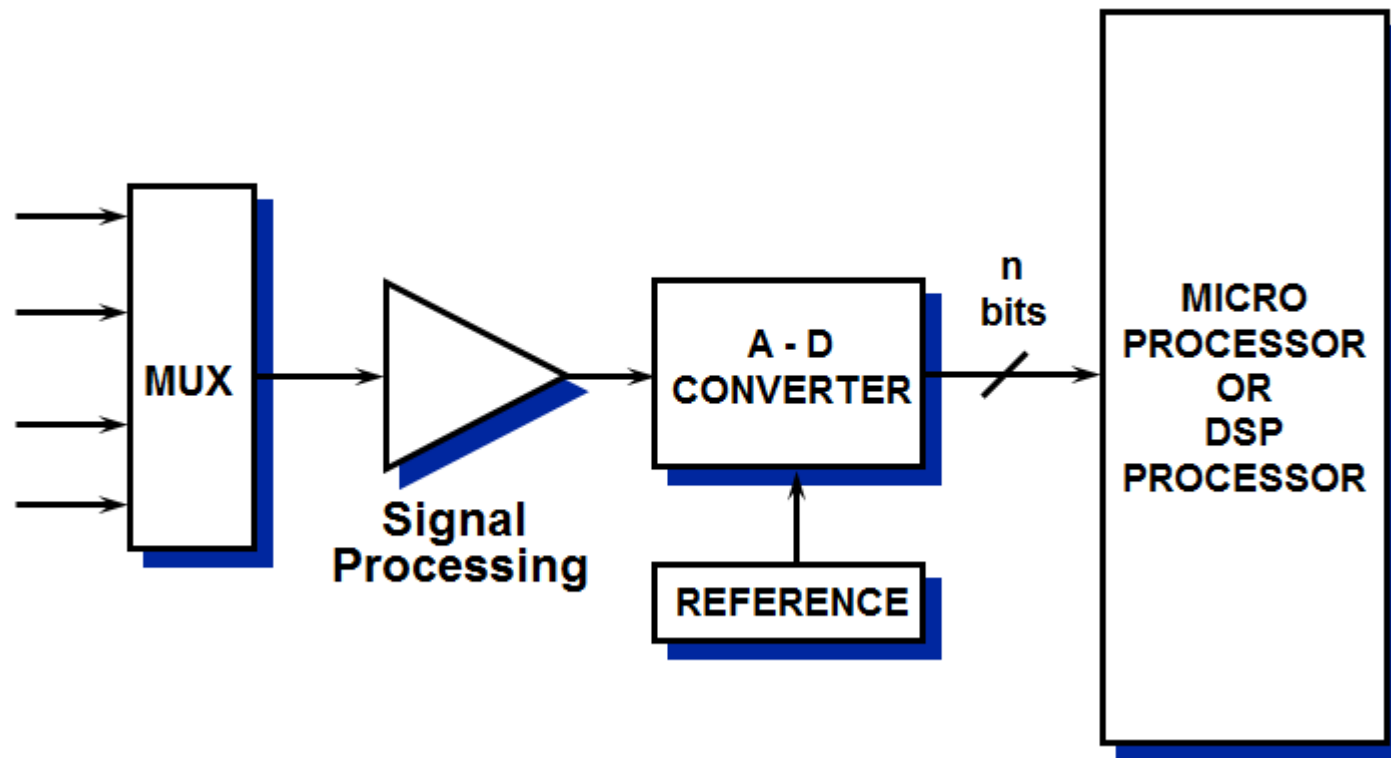 MUX
Signal
Processing
A - D
CONVERTER
REFERENCE
n
bits
MICRO
PROCESSOR
OR
DSP
PROCESSOR